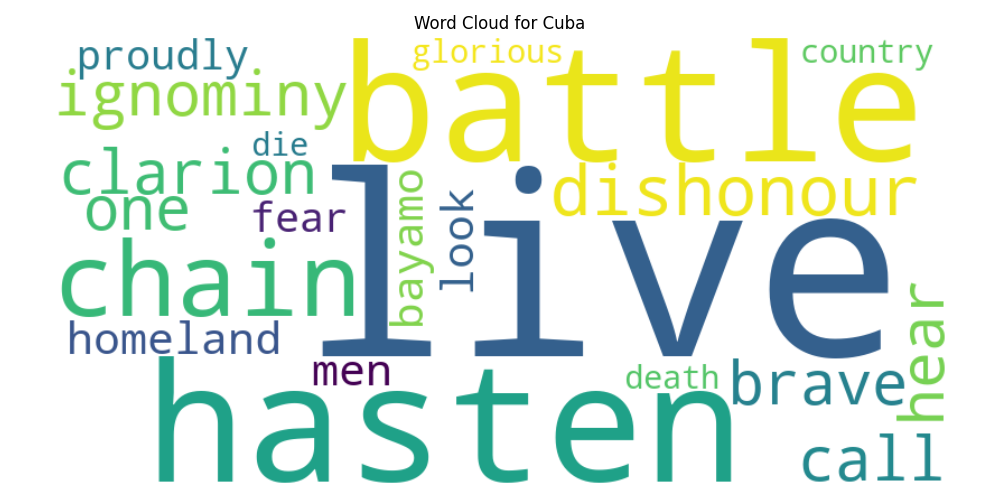 Word Cloud for Cuba
proudly
glorious
country
battle
ignominy
die
clarion
dishonour
one
fear
bayamo
look
live
chain
homeland
hear
men
death
brave
hasten
call